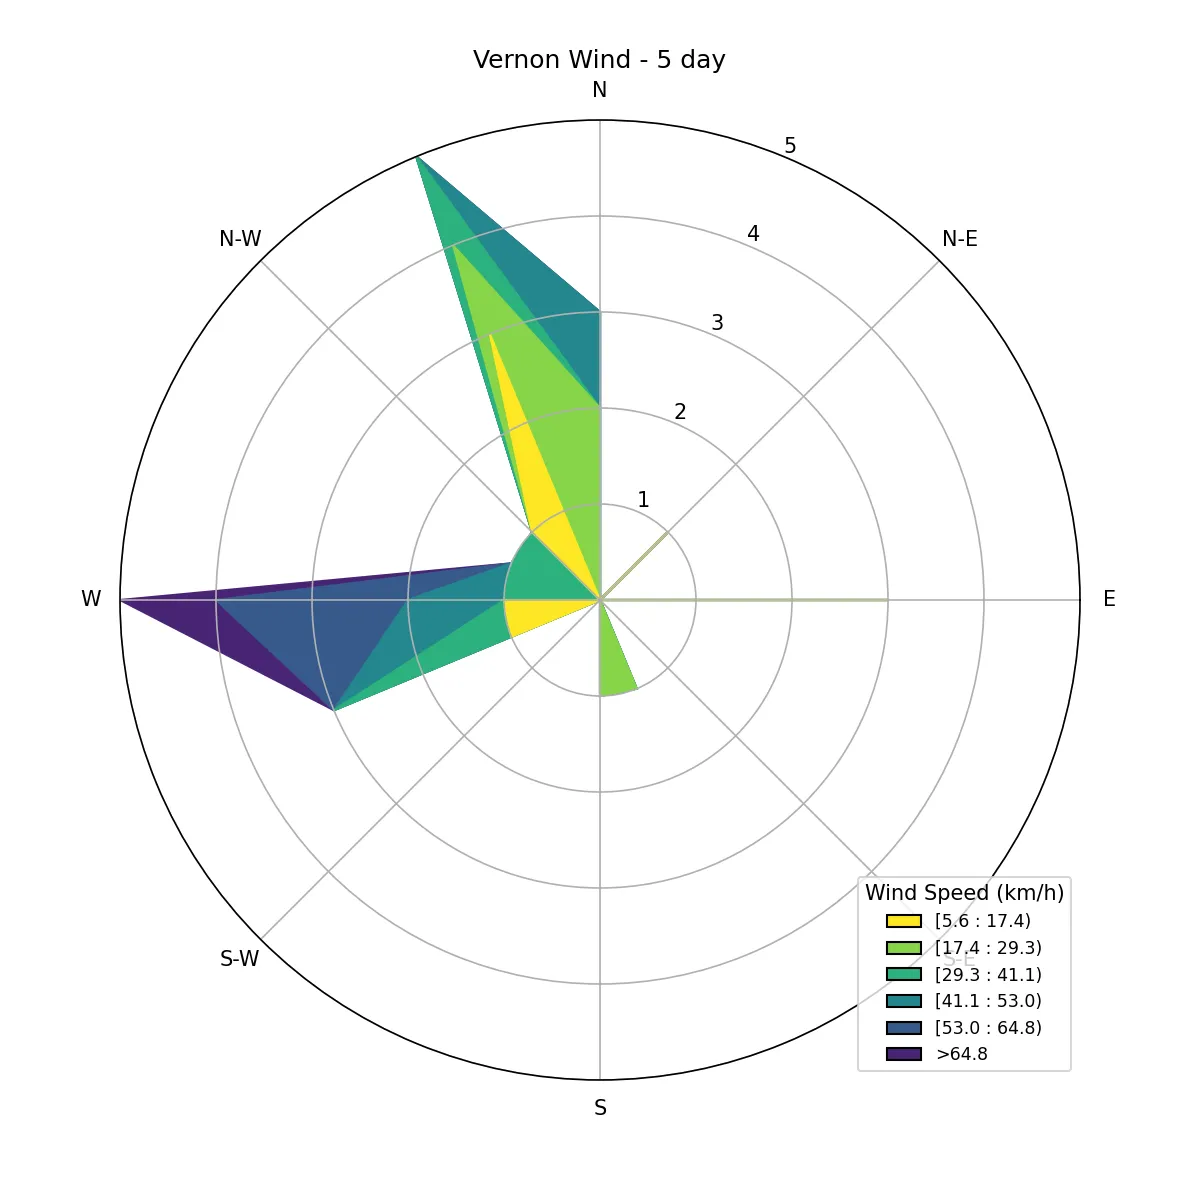 Vernon Wind - 5 day
N
5
N-W
N-E
4
3
2
1
W
E
Wind Speed (km/h)
[5.6 : 17.4)
[17.4 : 29.3)
S-W
S-E
[29.3 : 41.1)
[41.1 : 53.0)
[53.0 : 64.8)
>64.8
S